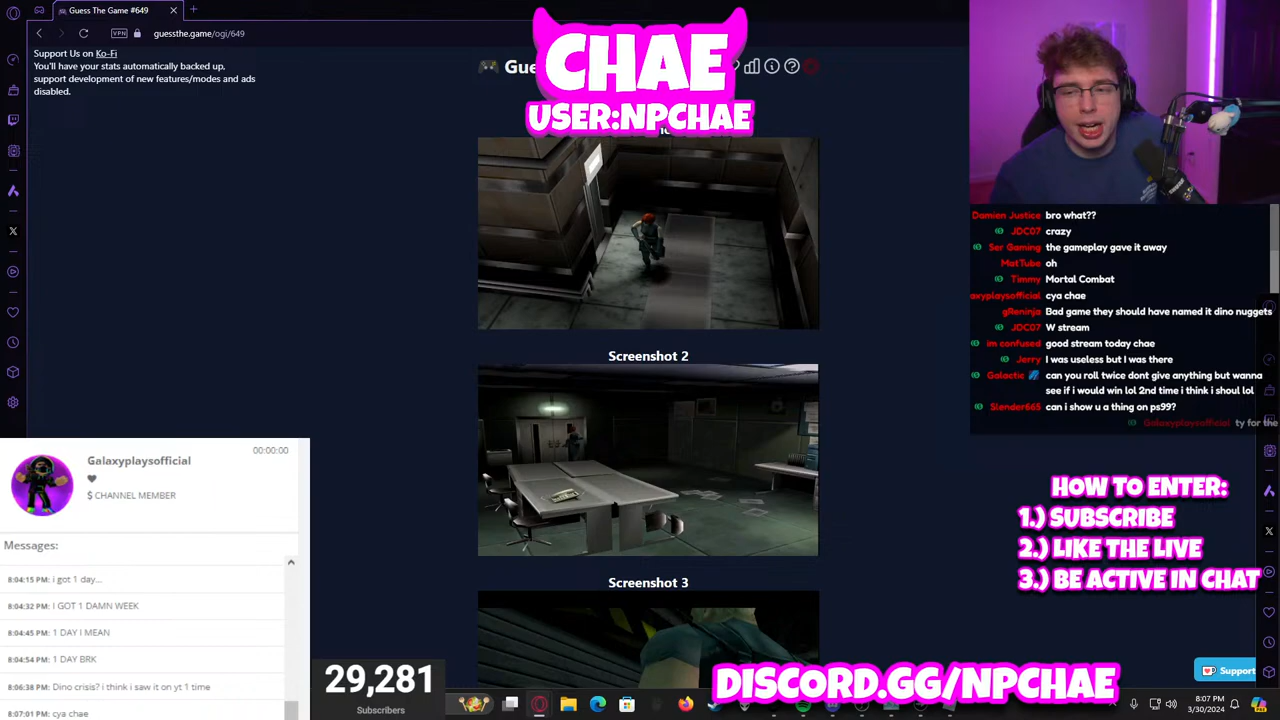 Guess The Game #649
VPN
guessthe.game/ogi/649
Support Us on Ko-Fi
You'll have your stats automatically backed up,
support development of new features/modes and ads
disabled.
CHAE
USER:NPCHAE
Screenshot 2
Screenshot 3
Damien Justice bro what??
JDC07 crazy
Ser Gaming the gameplay gave it away
MatTube oh
Timmy Mortal Combat
axyplaysofficial cya chae
gReninja Bad game they should have named it dino nuggets
JDC07 W stream
im confused good stream today chae
Jerry I was useless but I was there
Galactic can you roll twice dont give anything but wanna
see if i would win lol 2nd time i think i shoul lol
Slender665 can i show u a thing on ps99?
Galaxyplaysofficial ty for the
HOW TO ENTER:
1.) SUBSCRIBE
2.) LIKE THE LIVE
3.) BE ACTIVE IN CHAT
Galaxyplaysofficial
00:00:00
$ CHANNEL MEMBER
Messages:
8:04:15 PM: i got 1 day...
8:04:32 PM: I GOT 1 DAMN WEEK
8:04:45 PM: 1 DAY I MEAN
8:04:54 PM: 1 DAY BRK
8:06:38 PM: Dino crisis? i think i saw it on yt 1 time
8:07:01 PM: cya chae
29,281
Subscribers
DISCORD.GG/NPCHAE
Support
8:07 PM
3/30/2024